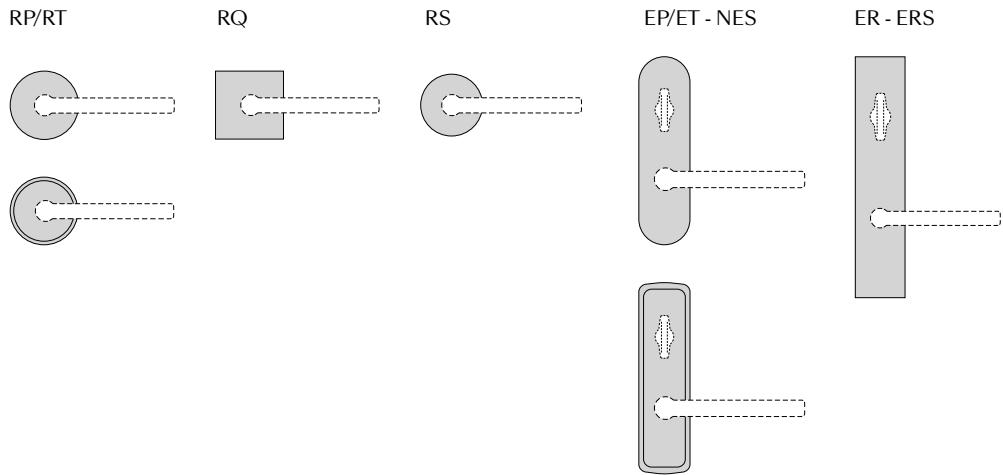 RP/RT
RQ
RS
EP/ET - NES
ER - ERS